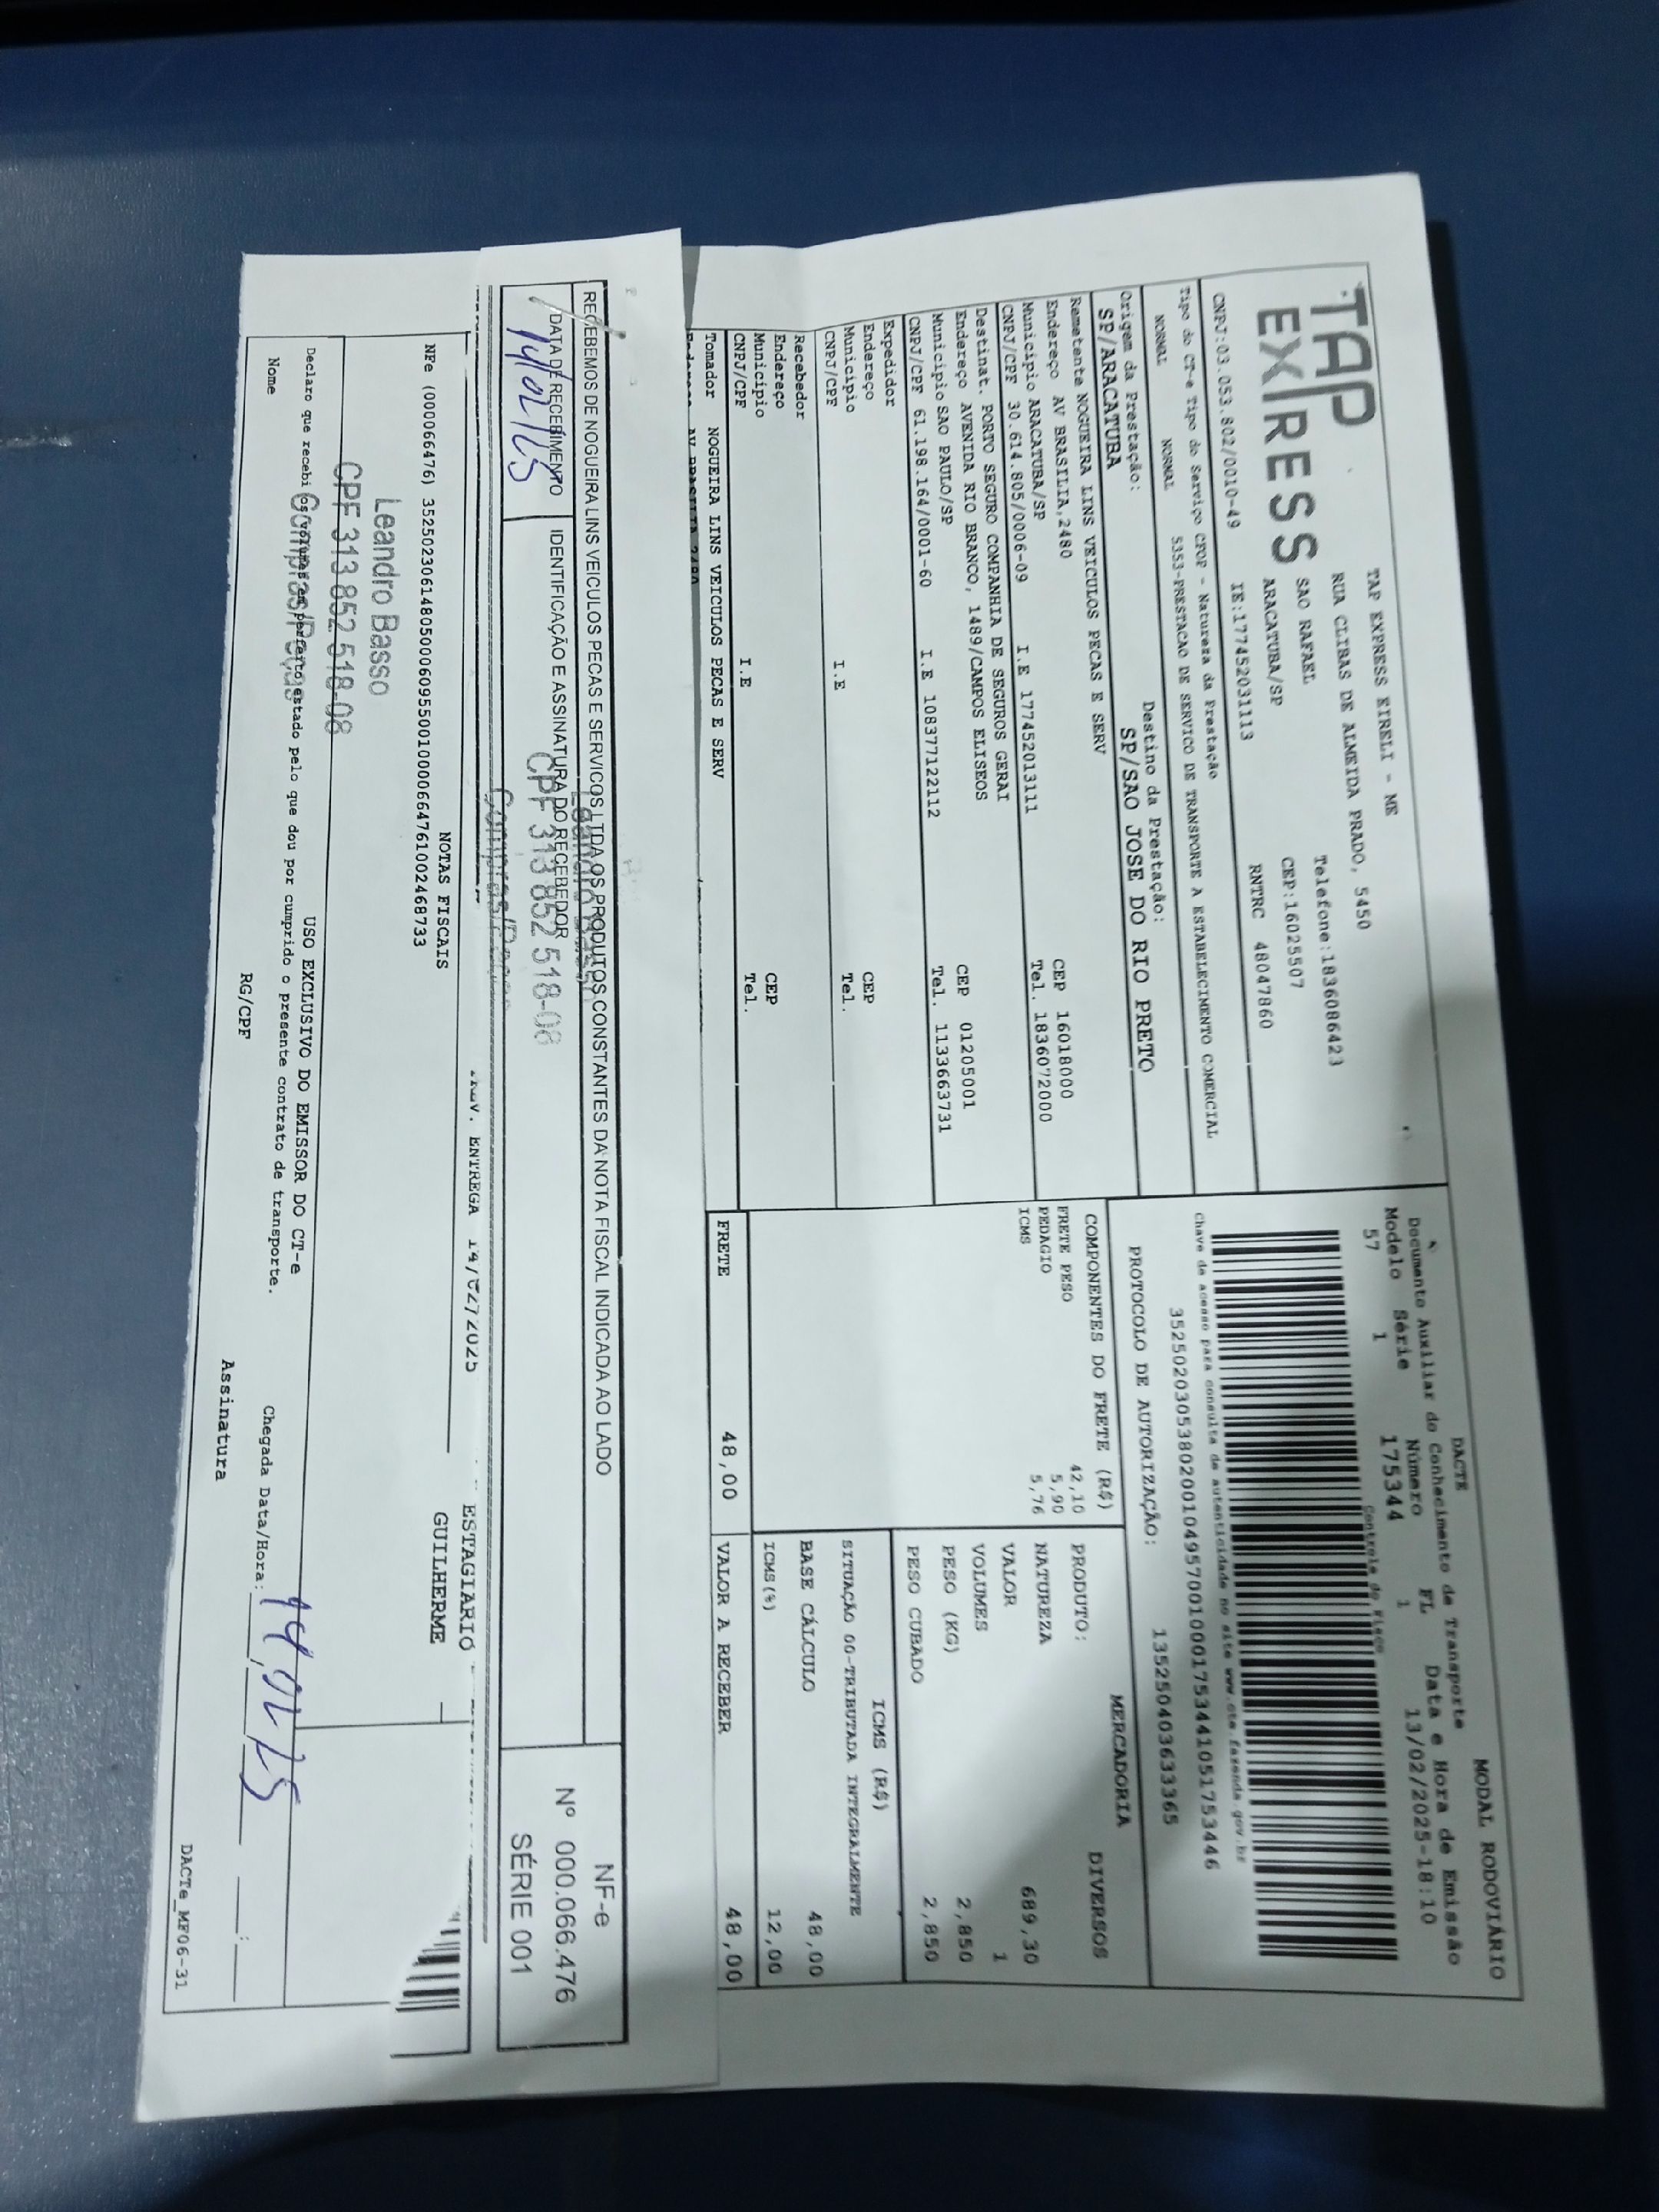 TAP
EXPRESS
TAP EXPRESS EIRELI - ME
RUA CLIBAS DE ALMEIDA PRADO, 5450
SAO RAFAEL
Telefone:1836086423
ARACATUBA/SP
CEP:16025507
CNPJ:03.053.802/0010-49
IE:177452031113
RNTRC 48047860
MODAL RODOVIÁRIO
DACTE
Documento Auxiliar do Conhecimento de Transporte
Modelo Série Número FL Data e Hora de Emissão
57 1 175344 1 13/02/2025-18:10
Controle do Fisco
Chave de acesso para consulta de autenticidade no site www.cte.fazenda.gov.br
35250203053802001049570010001753441051753446
PROTOCOLO DE AUTORIZAÇÃO: 135250403633365
Tipo do CT-e Tipo do Serviço CFOP - Natureza da Prestação
NORMAL NORMAL 5353-PRESTACAO DE SERVICO DE TRANSPORTE A ESTABELECIMENTO COMERCIAL
Origem da Prestação: Destino da Prestação:
SP/ARACATUBA SP/SAO JOSE DO RIO PRETO
Remetente NOGUEIRA LINS VEICULOS PECAS E SERV
Endereço AV BRASILIA,2480 CEP 16018000
Municipio ARACATUBA/SP Tel. 1836072000
CNPJ/CPF 30.614.805/0006-09 I.E 177452013111
Destinat. PORTO SEGURO COMPANHIA DE SEGUROS GERAI
Endereço AVENIDA RIO BRANCO, 1489/CAMPOS ELISEOS CEP 01205001
Municipio SAO PAULO/SP Tel. 1133663731
CNPJ/CPF 61.198.164/0001-60 I.E 108377122112
Expedidor
Endereço CEP
Municipio Tel.
CNPJ/CPF I.E
Recebedor
Endereço CEP
Municipio Tel.
CNPJ/CPF I.E
Tomador NOGUEIRA LINS VEICULOS PECAS E SERV
COMPONENTES DO FRETE (R$)
FRETE PESO 42,10
PEDAGIO 5,90
ICMS 5,76
MERCADORIA
PRODUTO: DIVERSOS
NATUREZA
VALOR 689,30
VOLUMES 1
PESO (KG) 2,850
PESO CUBADO 2,850
ICMS (R$)
SITUAÇÃO 00-TRIBUTADA INTEGRALMENTE
BASE CÁLCULO 48,00
ICMS(%) 12,00
FRETE 48,00 VALOR A RECEBER 48,00
RECEBEMOS DE NOGUEIRA LINS VEICULOS PECAS E SERVICOS LTDA OS PRODUTOS CONSTANTES DA NOTA FISCAL INDICADA AO LADO
DATA DE RECEBIMENTO IDENTIFICAÇÃO E ASSINATURA DO RECEBEDOR
14/02/25
Leandro Basso
CPF 313 852 518-08
NF-e
Nº 000.066.476
SÉRIE 001
ENTREGA 14/02/2025
ESTAGIARIO
GUILHERME
NOTAS FISCAIS
NFe (00066476) 35250230614805000609550010000664761002468733
Leandro Basso
CPF 313 852 518-08
Compras/Peças
USO EXCLUSIVO DO EMISSOR DO CT-e
Declaro que recebi os volumes em perfeito estado pelo que dou por cumprido o presente contrato de transporte.
Nome RG/CPF Assinatura
Chegada Data/Hora: 14/02/25
DACTe_MF06-31